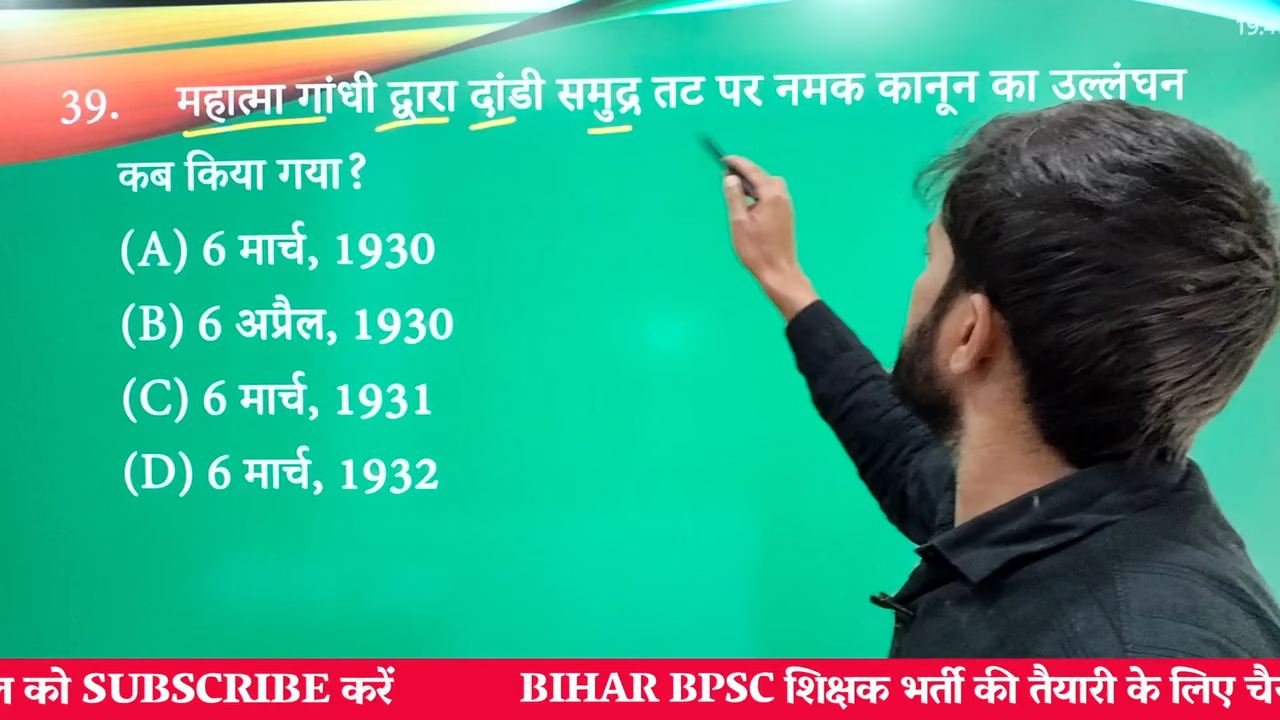 39. महात्मा गांधी द्वारा दांडी समुद्र तट पर नमक कानून का उल्लंघन
कब किया गया?
(A) 6 मार्च, 1930
(B) 6 अप्रैल, 1930
(C) 6 मार्च, 1931
(D) 6 मार्च, 1932
को SUBSCRIBE करें BIHAR BPSC शिक्षक भर्ती की तैयारी के लिए